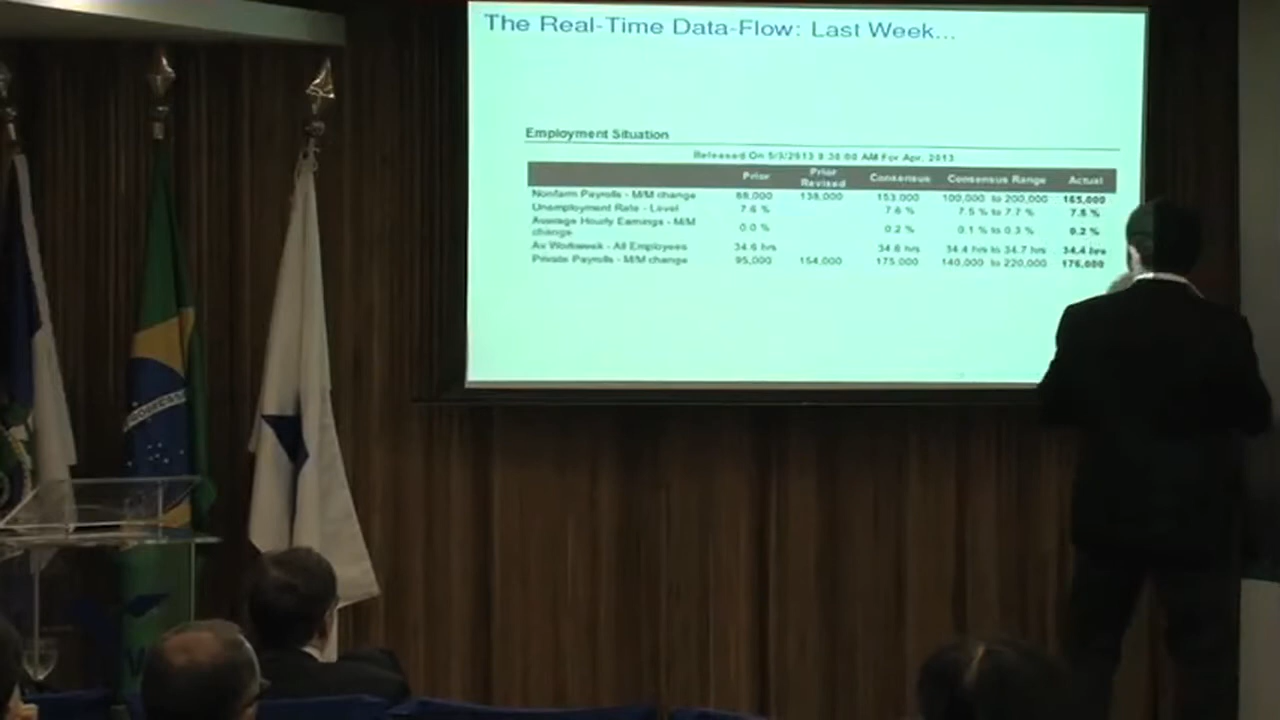 The Real-Time Data-Flow: Last Week...
Employment Situation
Released On 5/3/2013 8:30:00 AM For Apr, 2013
Prior Prior Revised Consensus Consensus Range Actual
Nonfarm Payrolls - M/M change 88,000 138,000 153,000 100,000 to 200,000 165,000
Unemployment Rate - Level 7.6 % 7.6 % 7.5 % to 7.7 % 7.5 %
Average Hourly Earnings - M/M change 0.0 % 0.2 % 0.1 % to 0.3 % 0.2 %
Av Workweek - All Employees 34.6 hrs 34.6 hrs 34.4 hrs to 34.7 hrs 34.4 hrs
Private Payrolls - M/M change 95,000 154,000 175,000 140,000 to 220,000 176,000
PROGRESSO